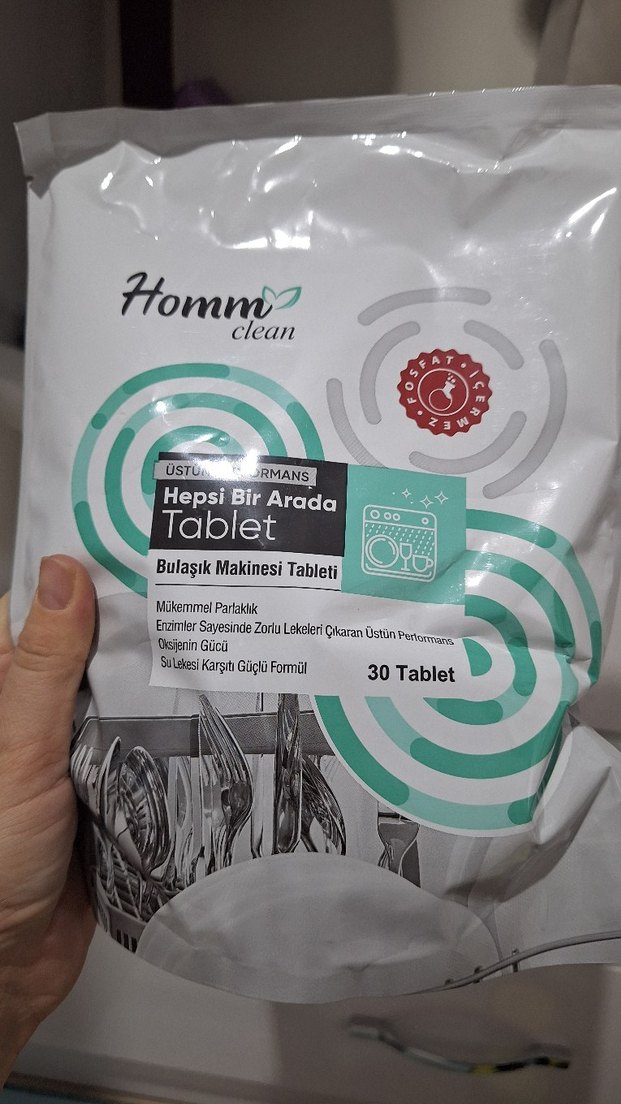 Homm
clean
FOSFAT • İÇERMEZ •
ÜSTÜN PERFORMANS
Hepsi Bir Arada
Tablet
Bulaşık Makinesi Tableti
Mükemmel Parlaklık
Enzimler Sayesinde Zorlu Lekeleri Çıkaran Üstün Performans
Oksijenin Gücü
Su Lekesi Karşıtı Güçlü Formül
30 Tablet